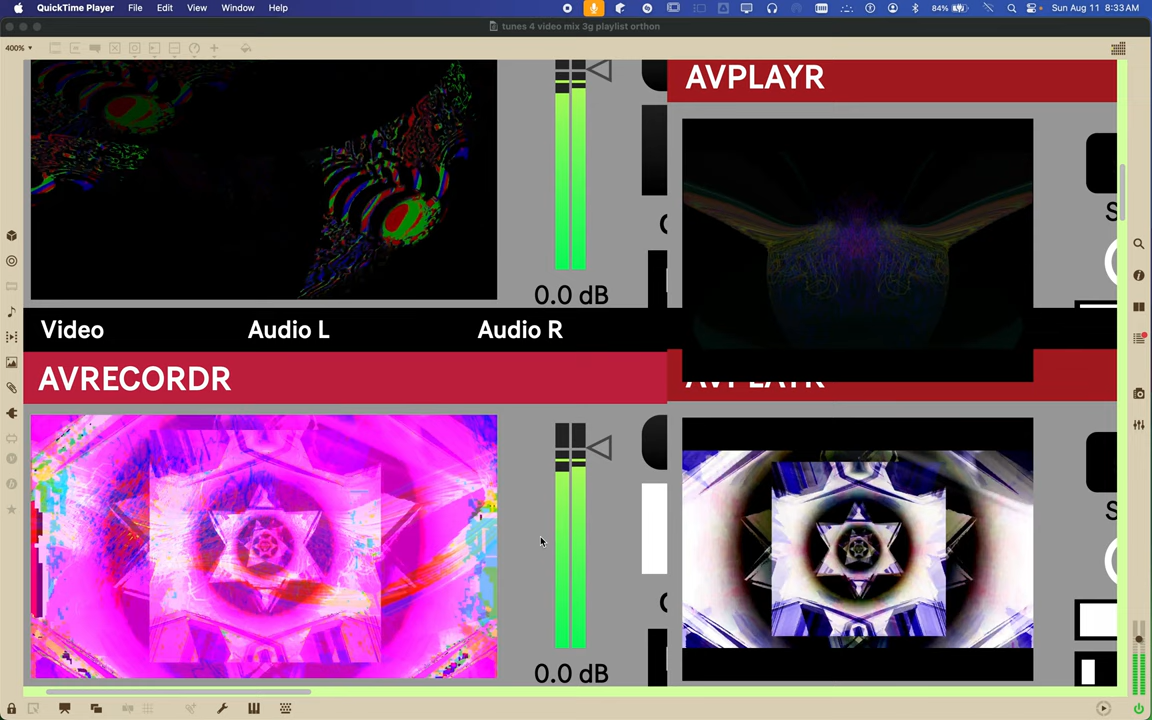 QuickTime Player File Edit View Window Help
84% Sun Aug 11 8:33 AM
tunes 4 video mix 3g playlist orthon
400%
AVPLAYR
0.0 dB
Video Audio L Audio R
AVRECORDR
AVPLAYR
0.0 dB